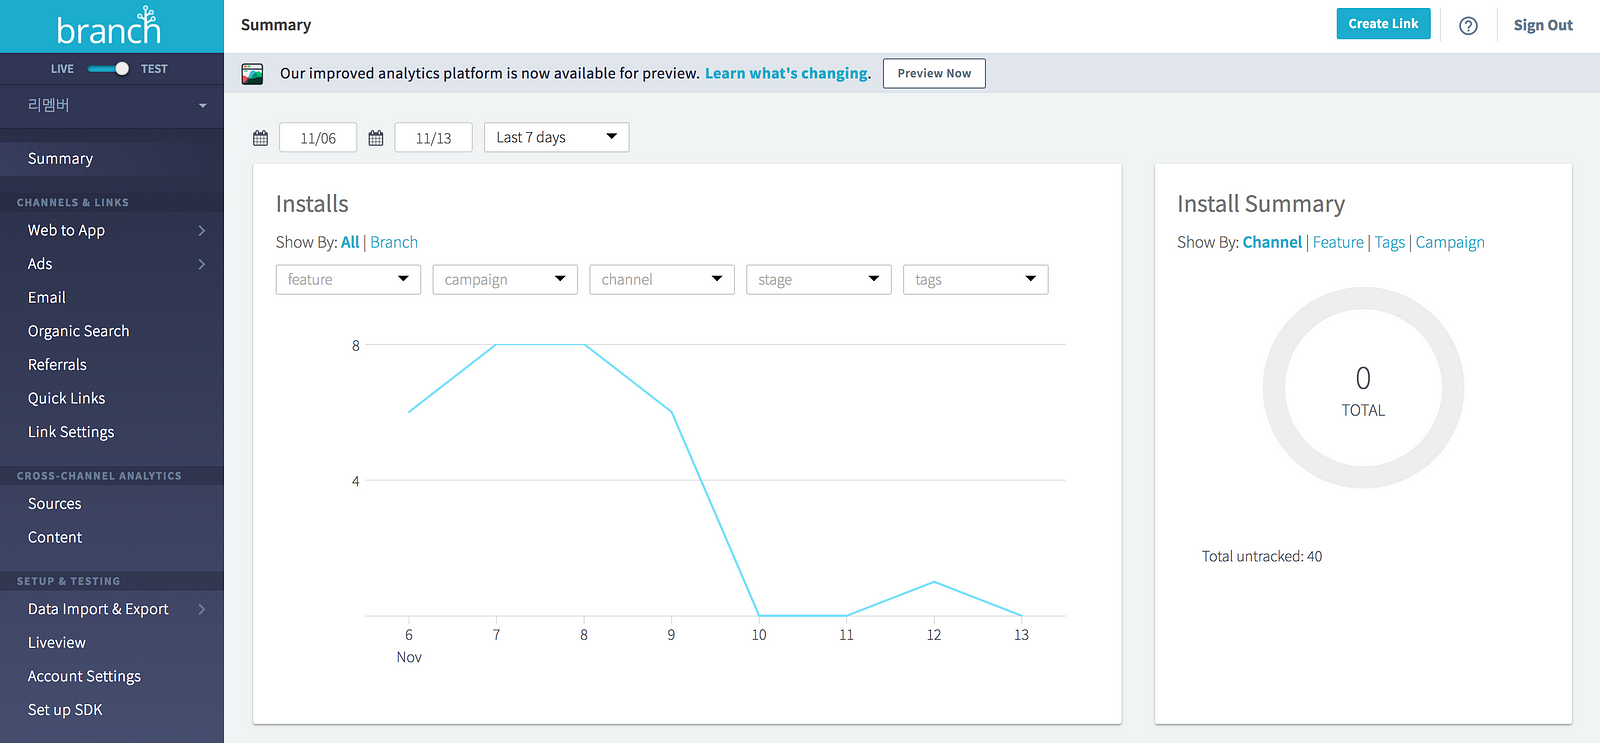 branch
LIVE TEST
리멤버
Summary
CHANNELS & LINKS
Web to App
Ads
Email
Organic Search
Referrals
Quick Links
Link Settings
CROSS-CHANNEL ANALYTICS
Sources
Content
SETUP & TESTING
Data Import & Export
Liveview
Account Settings
Set up SDK
Summary
Create Link
?
Sign Out
Our improved analytics platform is now available for preview. Learn what's changing. Preview Now
11/06 11/13 Last 7 days
Installs
Show By: All | Branch
feature campaign channel stage tags
8
4
6 7 8 9 10 11 12 13
Nov
Install Summary
Show By: Channel | Feature | Tags | Campaign
0
TOTAL
Total untracked: 40